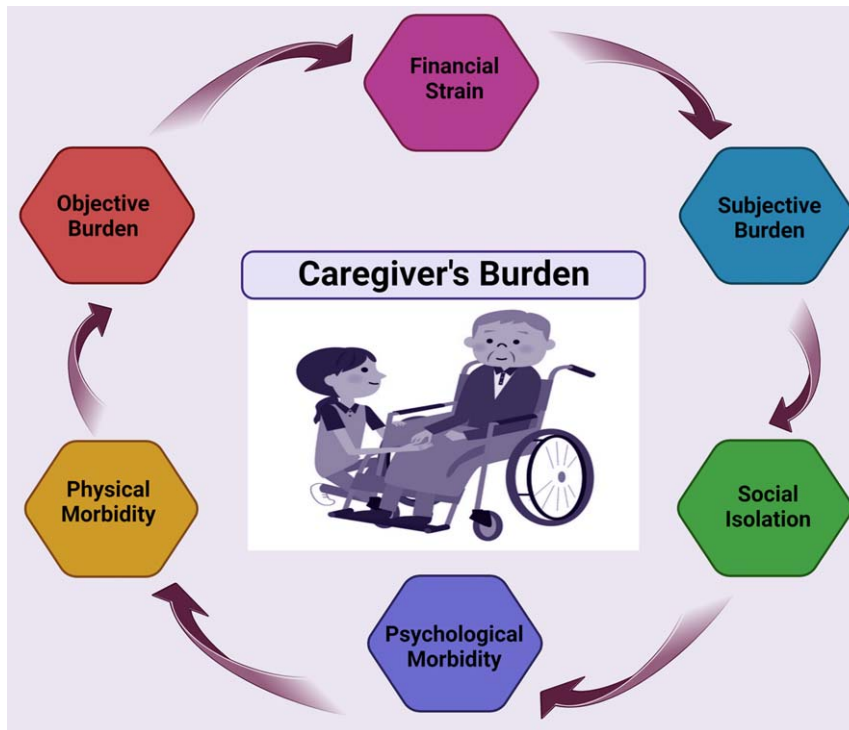 Financial
Strain
Objective
Burden
Subjective
Burden
Caregiver's Burden
Physical
Morbidity
Social
Isolation
Psychological
Morbidity